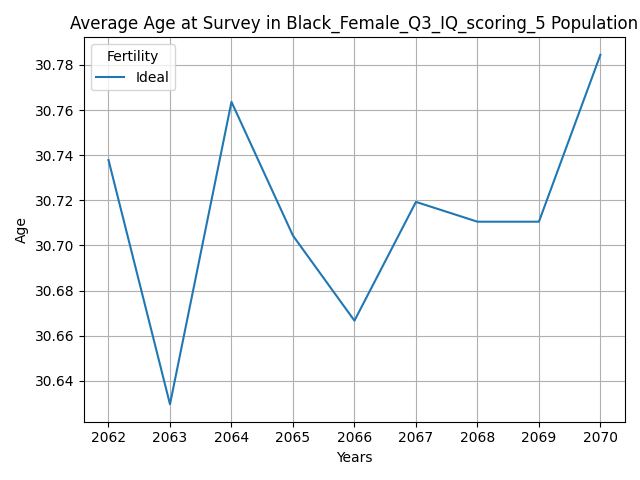 Average Age at Survey in Black_Female_Q3_IQ_scoring_5 Population
Fertility
Ideal
30.78
30.76
30.74
30.72
30.70
30.68
30.66
30.64
Age
2062 2063 2064 2065 2066 2067 2068 2069 2070
Years